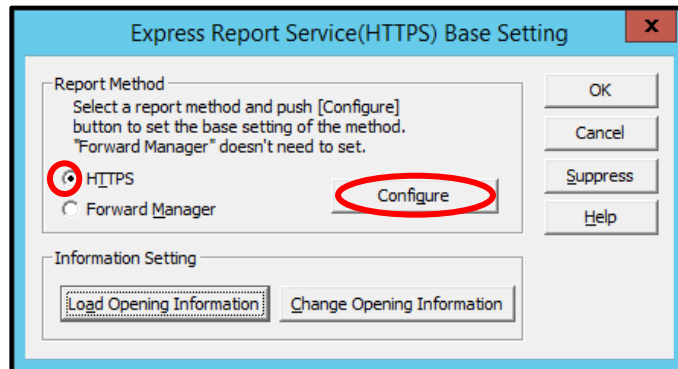 Express Report Service(HTTPS) Base Setting
x
Report Method
Select a report method and push [Configure]
button to set the base setting of the method.
"Forward Manager" doesn't need to set.
HTTPS
Forward Manager
Configure
OK
Cancel
Suppress
Help
Information Setting
Load Opening Information
Change Opening Information